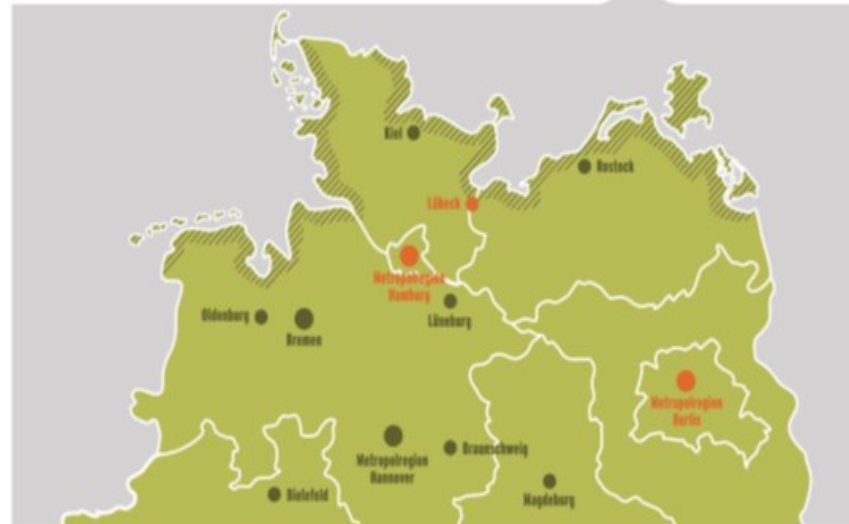 Kiel
Rostock
Lübeck
Metropolregion
Hamburg
Lüneburg
Oldenburg
Bremen
Metropolregion
Berlin
Metropolregion
Hannover
Braunschweig
Bielefeld
Magdeburg